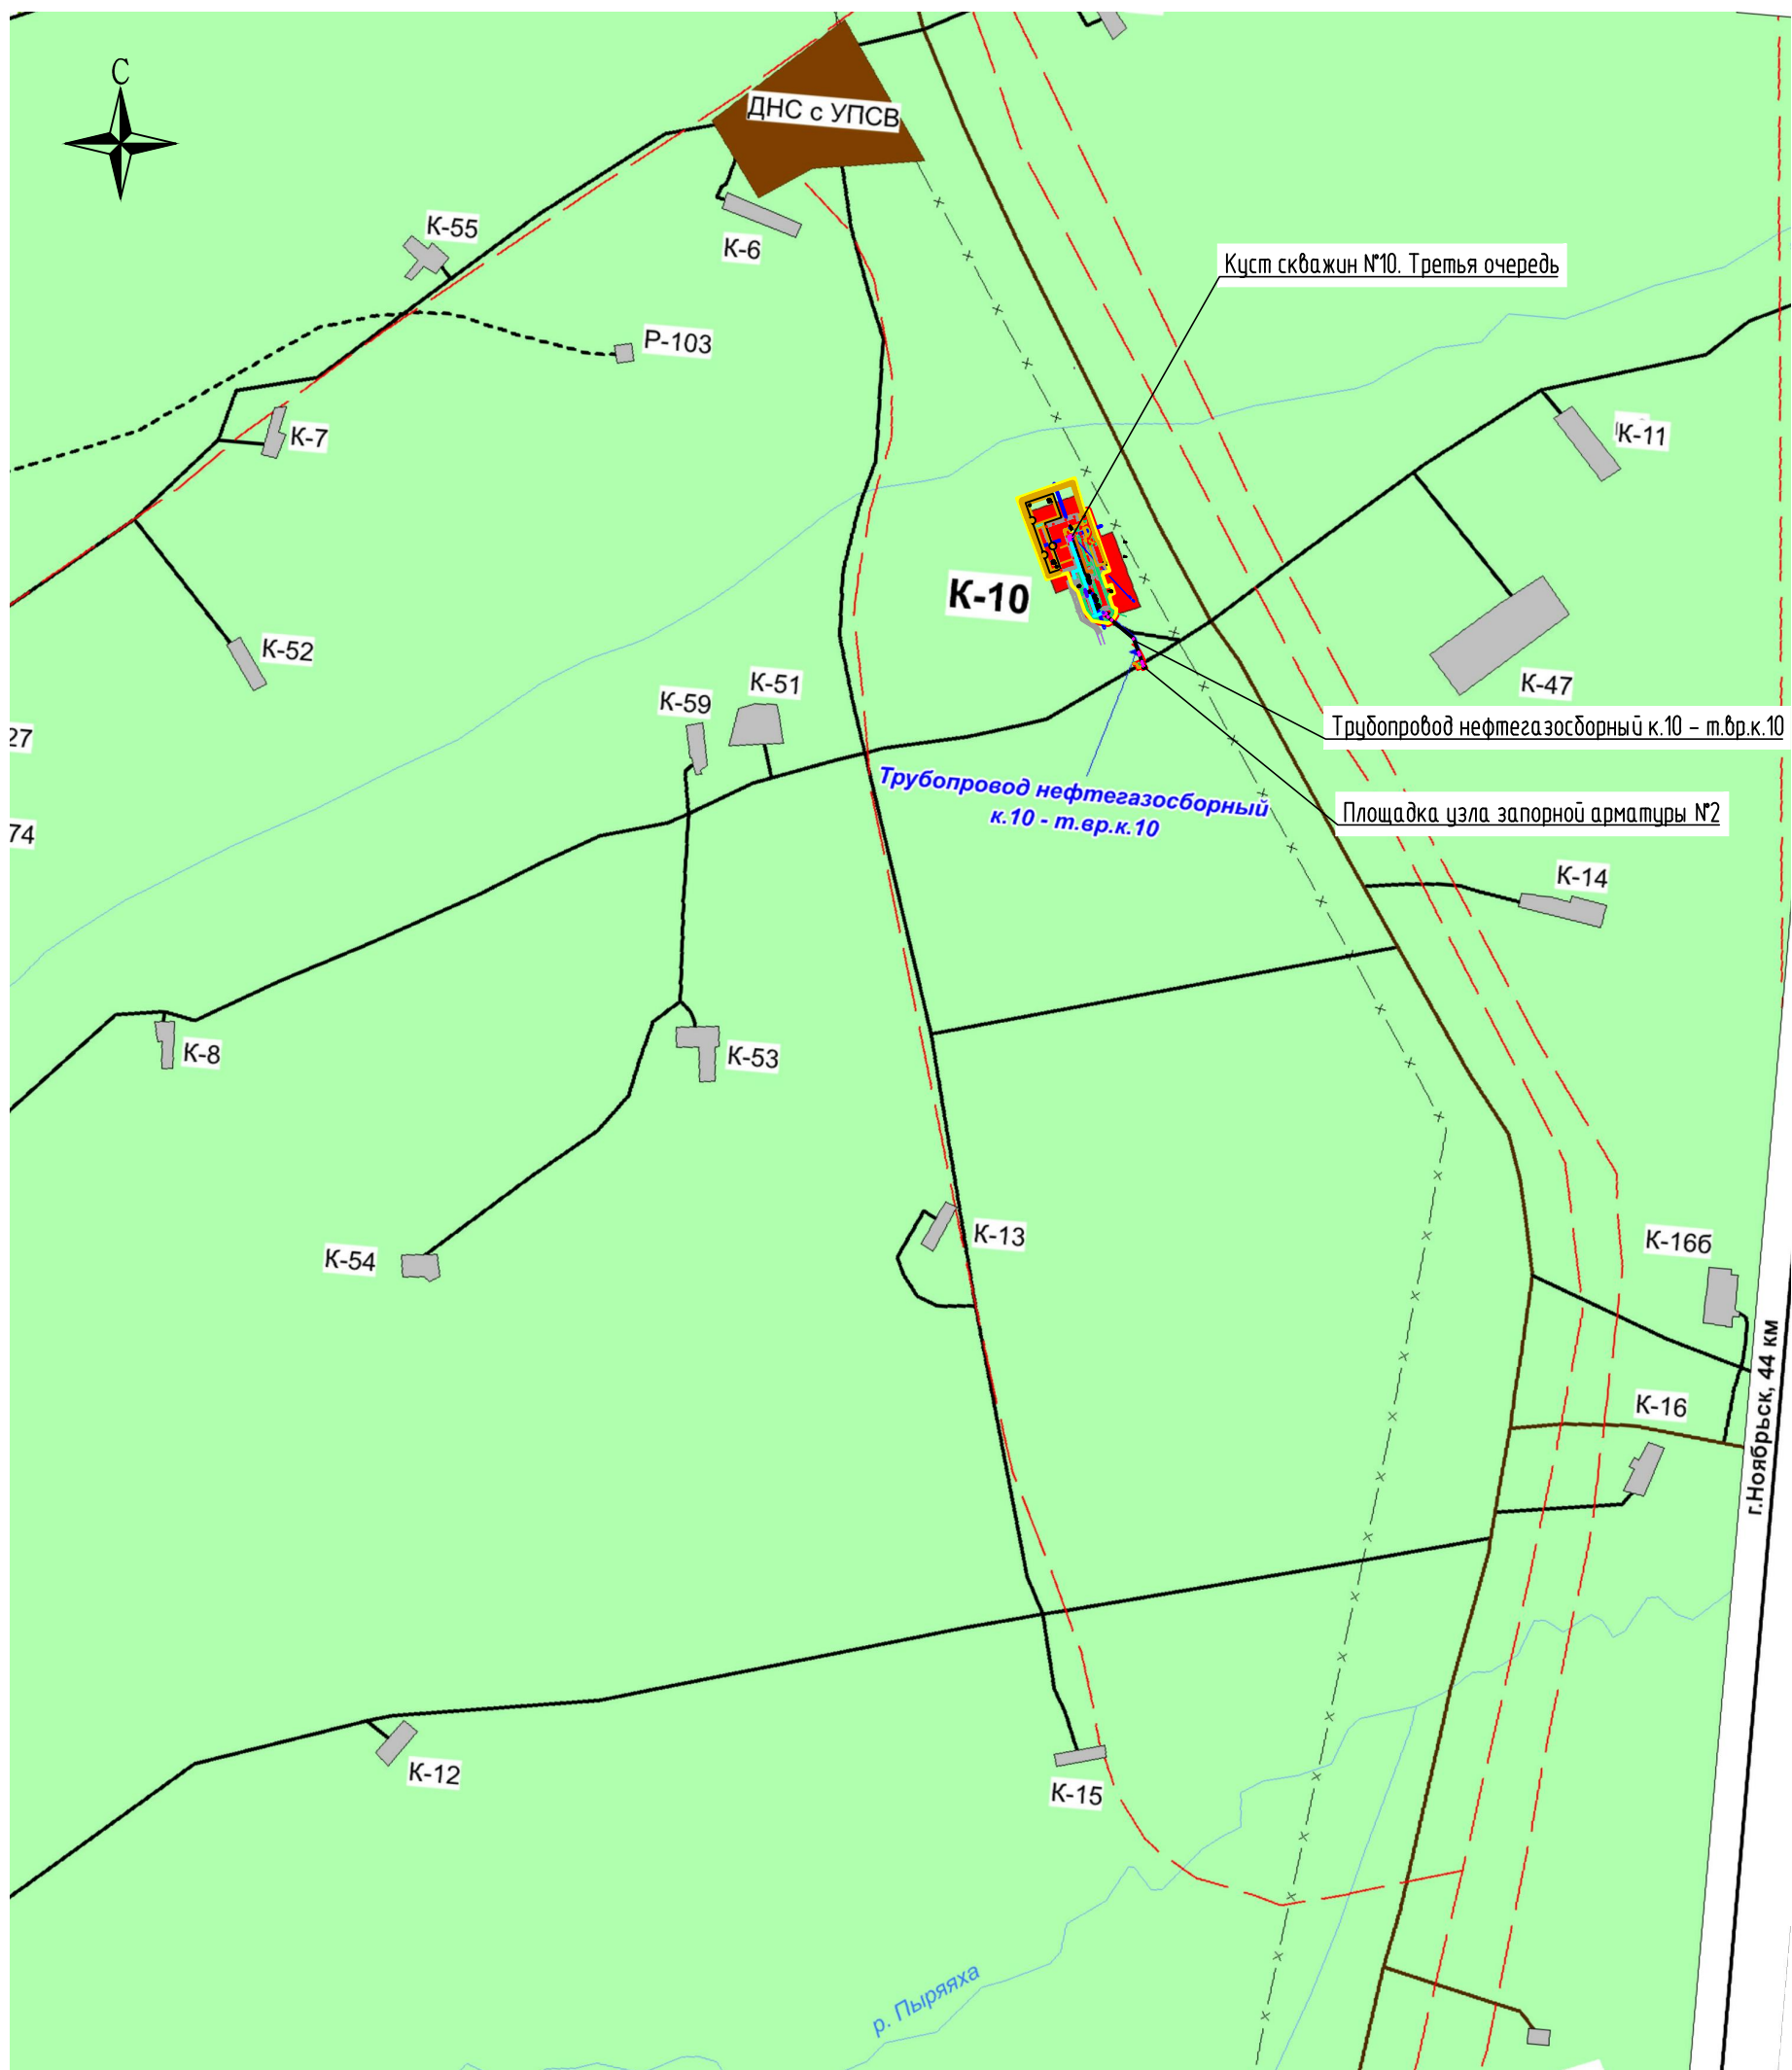 С
ДНС с УПСВ
К-55
К-6
Куст скважин №10. Третья очередь
Р-103
К-7
К-11
К-10
К-52
К-47
К-51
К-59
27
Трубопровод нефтегазосборный к.10 – т.вр.к.10
Трубопровод нефтегазосборный
к.10 - т.вр.к.10
Площадка узла запорной арматуры №2
74
К-14
К-8
К-53
К-13
К-16б
К-54
г.Ноябрьск, 44 км
К-16
К-12
К-15
р. Пыряяха